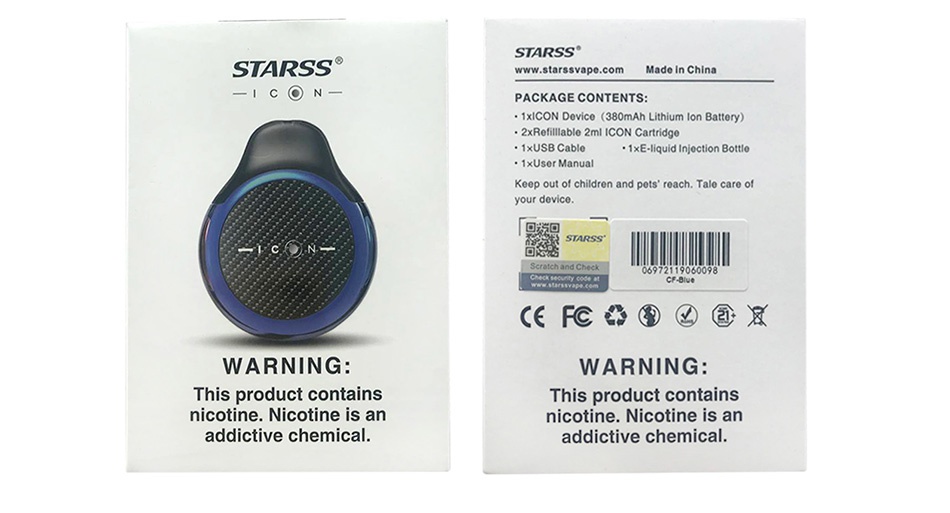 STARSS®
ICON
ICON
WARNING:
This product contains
nicotine. Nicotine is an
addictive chemical.
STARSS®
www.starssvape.com Made in China
PACKAGE CONTENTS:
· 1xICON Device (380mAh Lithium Ion Battery)
· 2xRefilllable 2ml ICON Cartridge
· 1×USB Cable · 1×E-liquid Injection Bottle
· 1×User Manual
Keep out of children and pets' reach. Tale care of
your device.
STARSS®
Scratch and Check
Check security code at
www.starssvape.com
06972119060098
CF-Blue
CE FC 21+
WARNING:
This product contains
nicotine. Nicotine is an
addictive chemical.